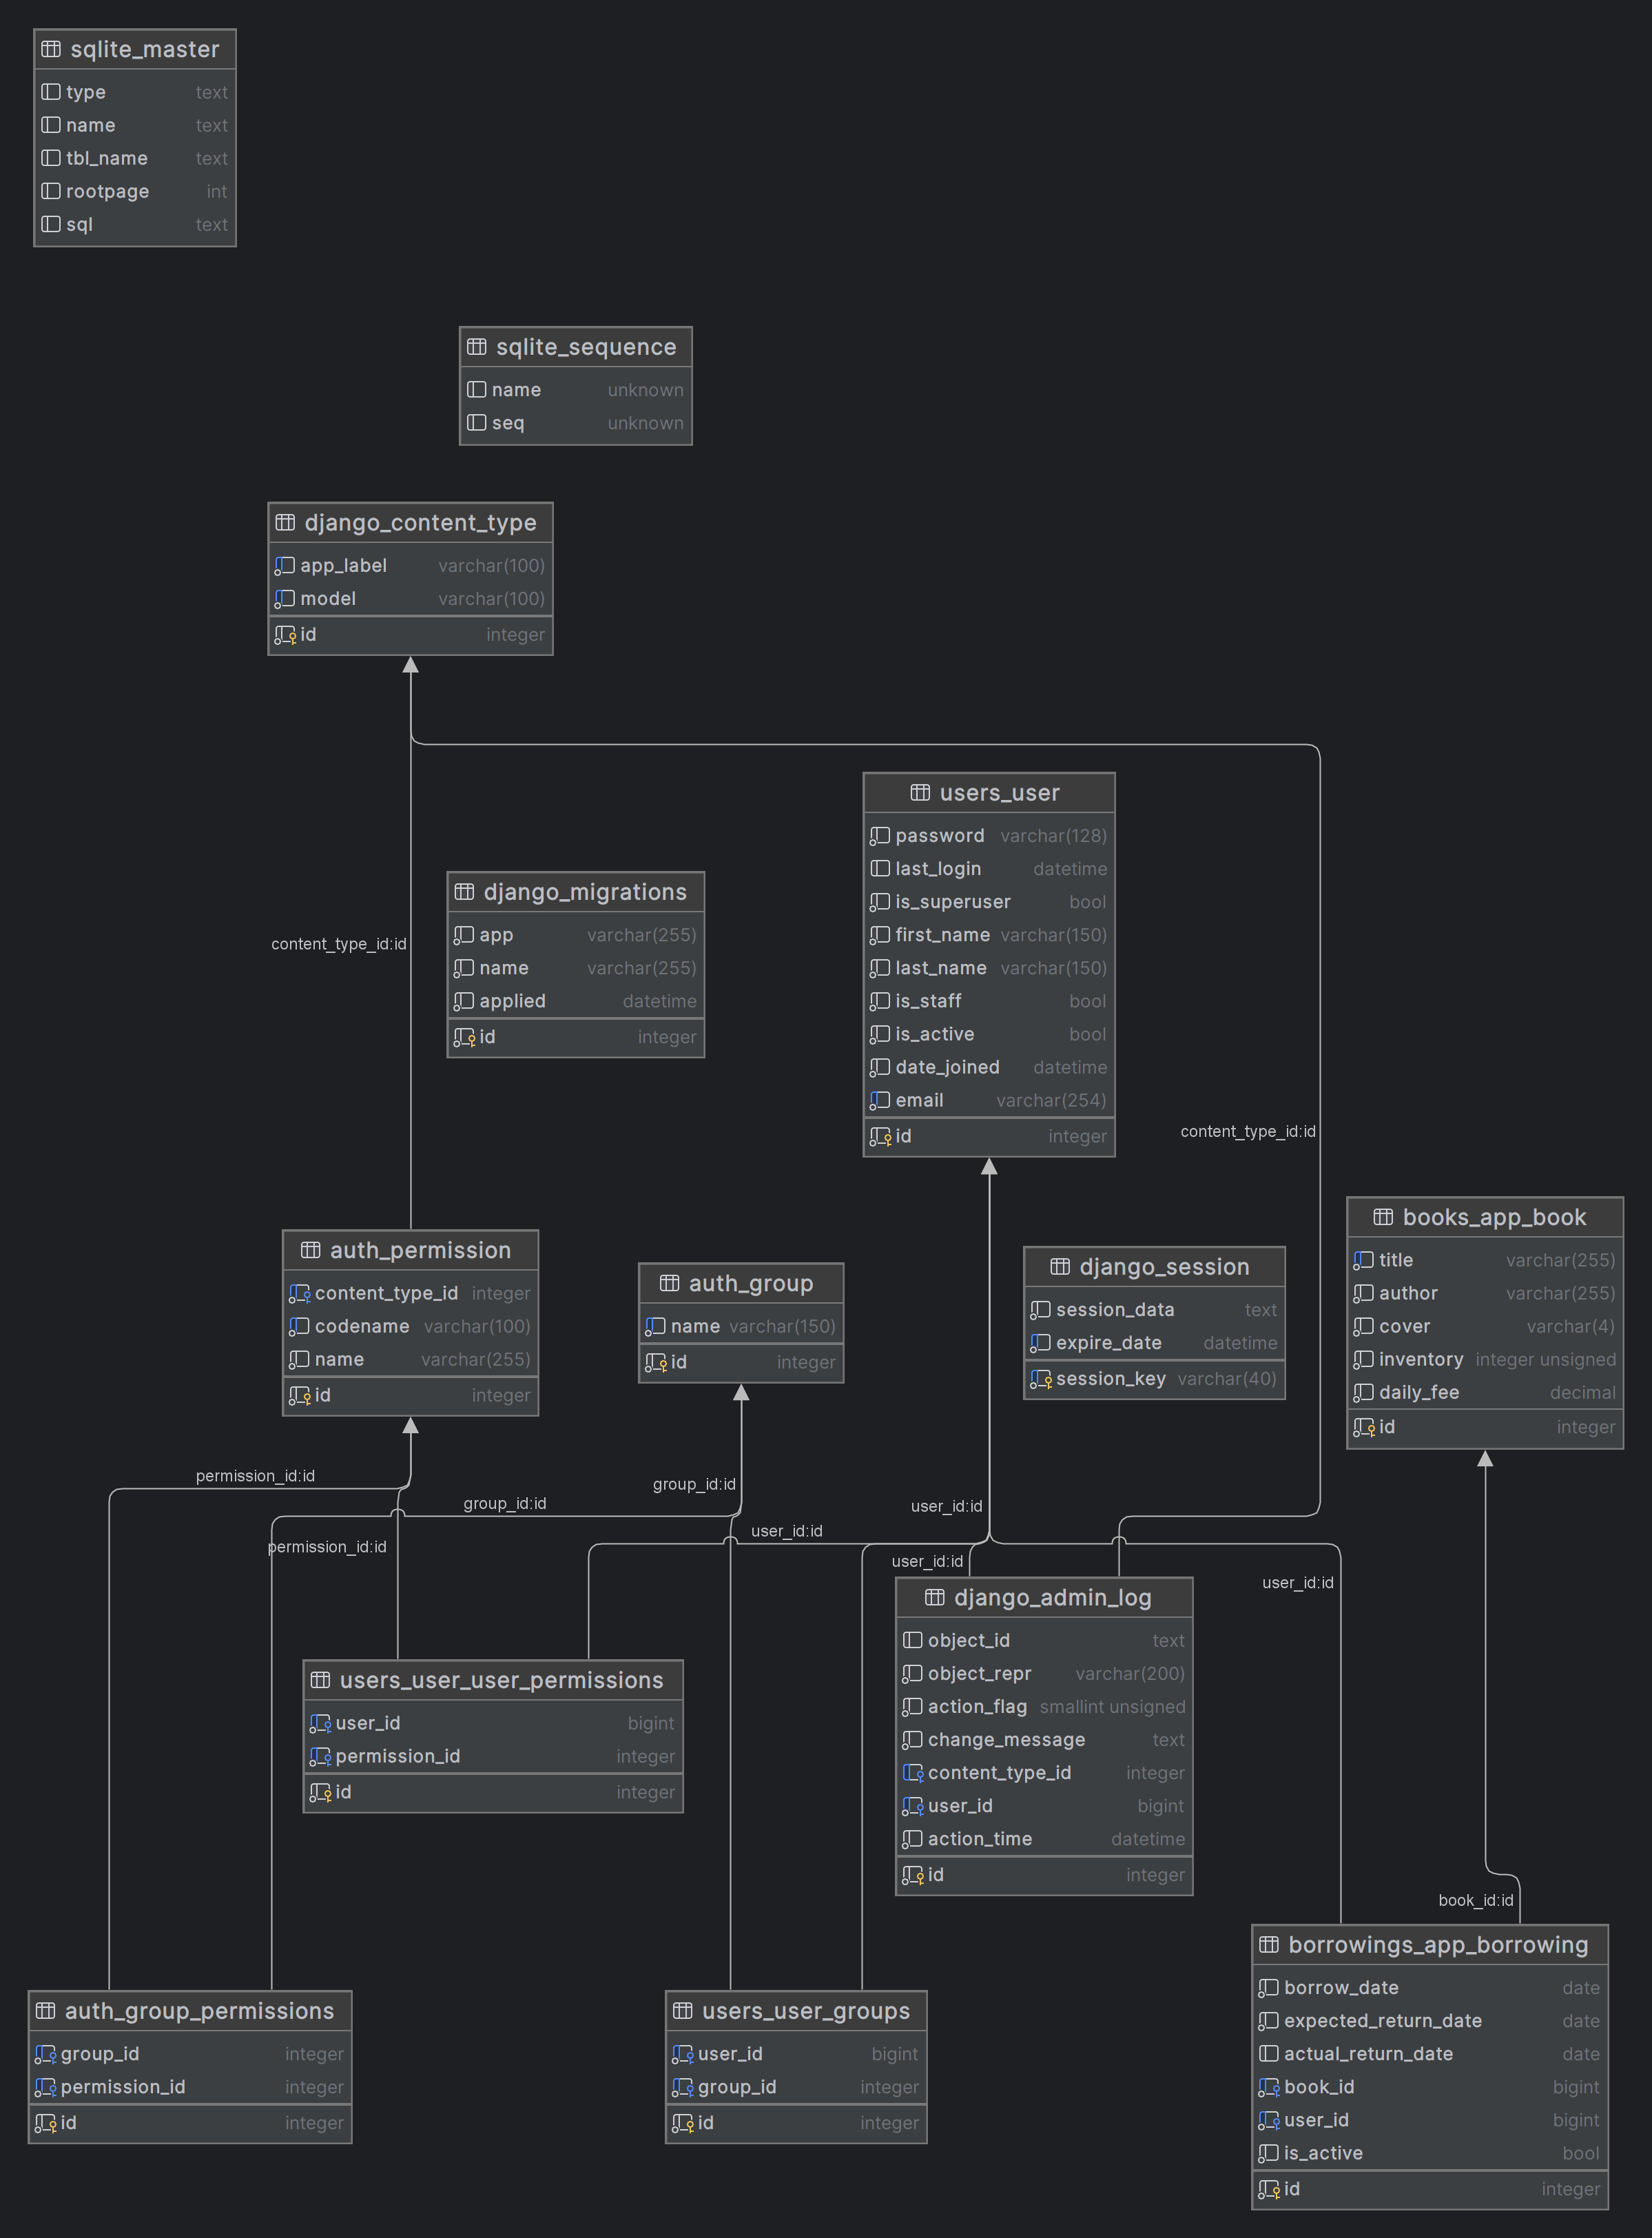 sqlite_master
type text
name text
tbl_name text
rootpage int
sql text
sqlite_sequence
name unknown
seq unknown
django_content_type
app_label varchar(100)
model varchar(100)
id integer
users_user
password varchar(128)
last_login datetime
is_superuser bool
first_name varchar(150)
last_name varchar(150)
is_staff bool
is_active bool
date_joined datetime
email varchar(254)
id integer
django_migrations
app varchar(255)
name varchar(255)
applied datetime
id integer
content_type_id:id
content_type_id:id
books_app_book
title varchar(255)
author varchar(255)
cover varchar(4)
inventory integer unsigned
daily_fee decimal
id integer
auth_permission
content_type_id integer
codename varchar(100)
name varchar(255)
id integer
auth_group
name varchar(150)
id integer
django_session
session_data text
expire_date datetime
session_key varchar(40)
permission_id:id
group_id:id
group_id:id
user_id:id
user_id:id
permission_id:id
user_id:id
user_id:id
django_admin_log
object_id text
object_repr varchar(200)
action_flag smallint unsigned
change_message text
content_type_id integer
user_id bigint
action_time datetime
id integer
users_user_user_permissions
user_id bigint
permission_id integer
id integer
book_id:id
borrowings_app_borrowing
borrow_date date
expected_return_date date
actual_return_date date
book_id bigint
user_id bigint
is_active bool
id integer
auth_group_permissions
group_id integer
permission_id integer
id integer
users_user_groups
user_id bigint
group_id integer
id integer